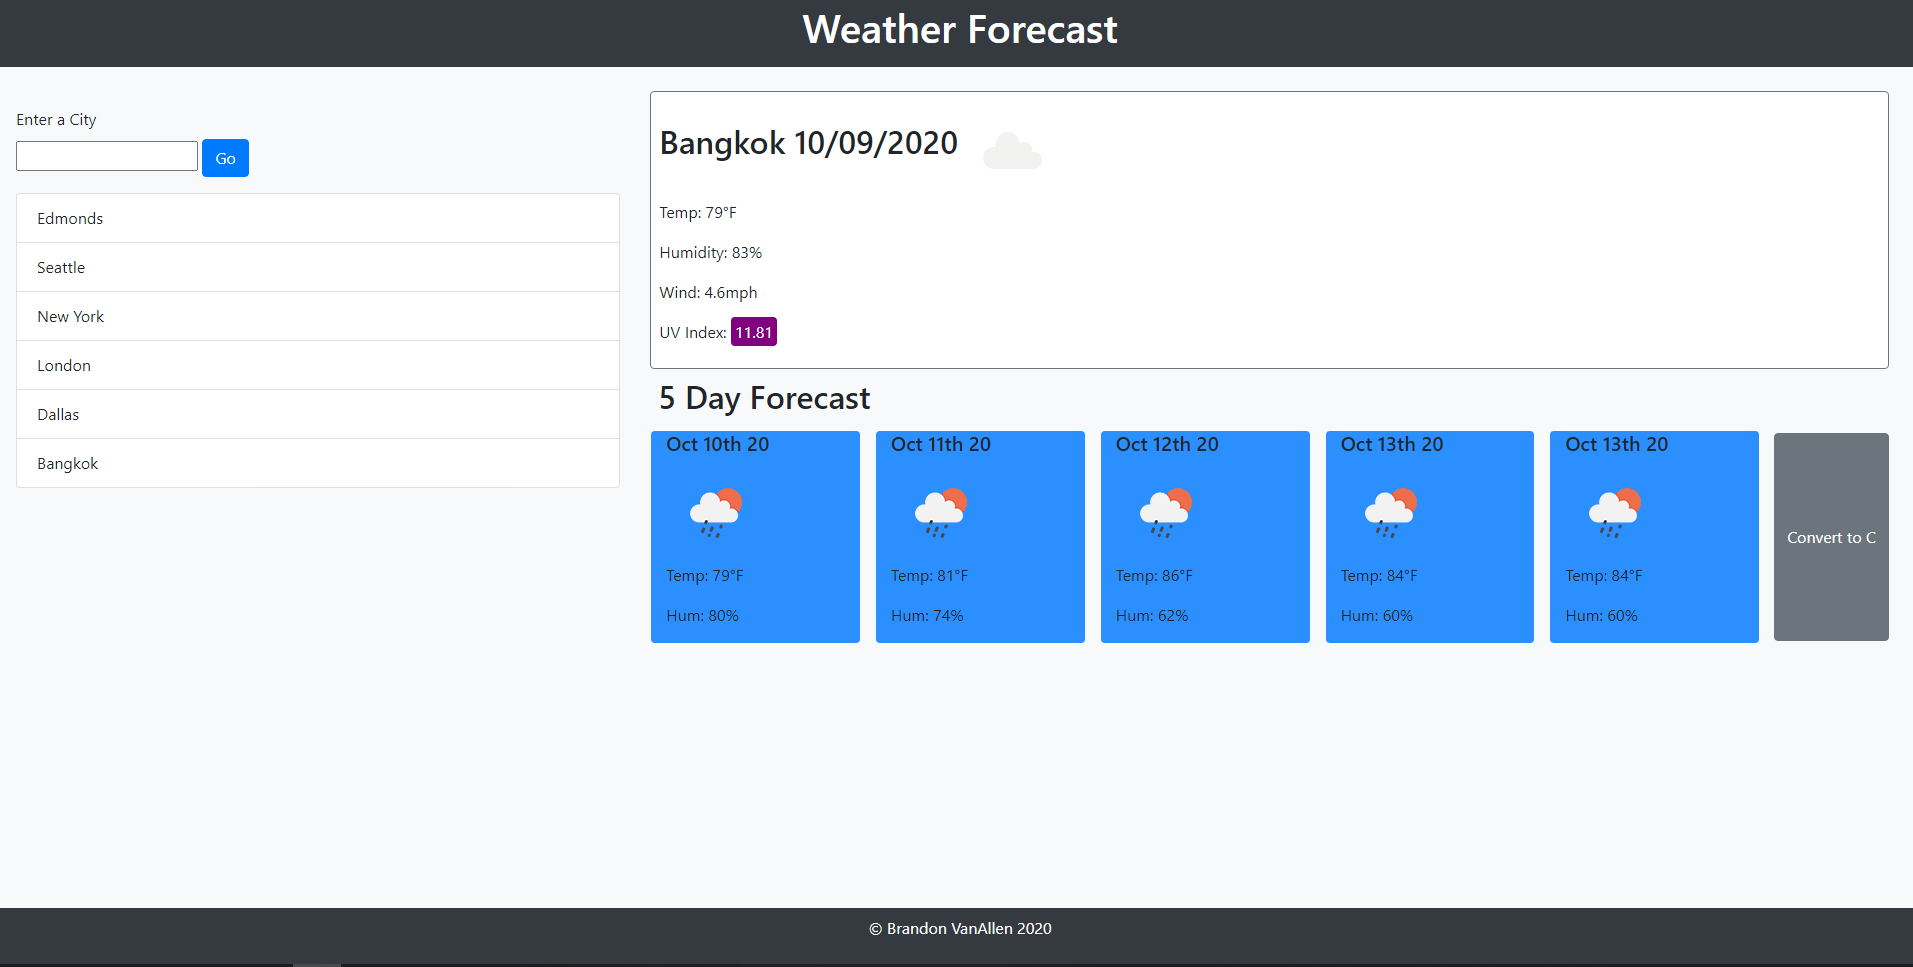 Weather Forecast
Enter a City
Go
Edmonds
Seattle
New York
London
Dallas
Bangkok
Bangkok 10/09/2020
Temp: 79°F
Humidity: 83%
Wind: 4.6mph
UV Index: 11.81
5 Day Forecast
Oct 10th 20
Temp: 79°F
Hum: 80%
Oct 11th 20
Temp: 81°F
Hum: 74%
Oct 12th 20
Temp: 86°F
Hum: 62%
Oct 13th 20
Temp: 84°F
Hum: 60%
Oct 13th 20
Temp: 84°F
Hum: 60%
Convert to C
© Brandon VanAllen 2020